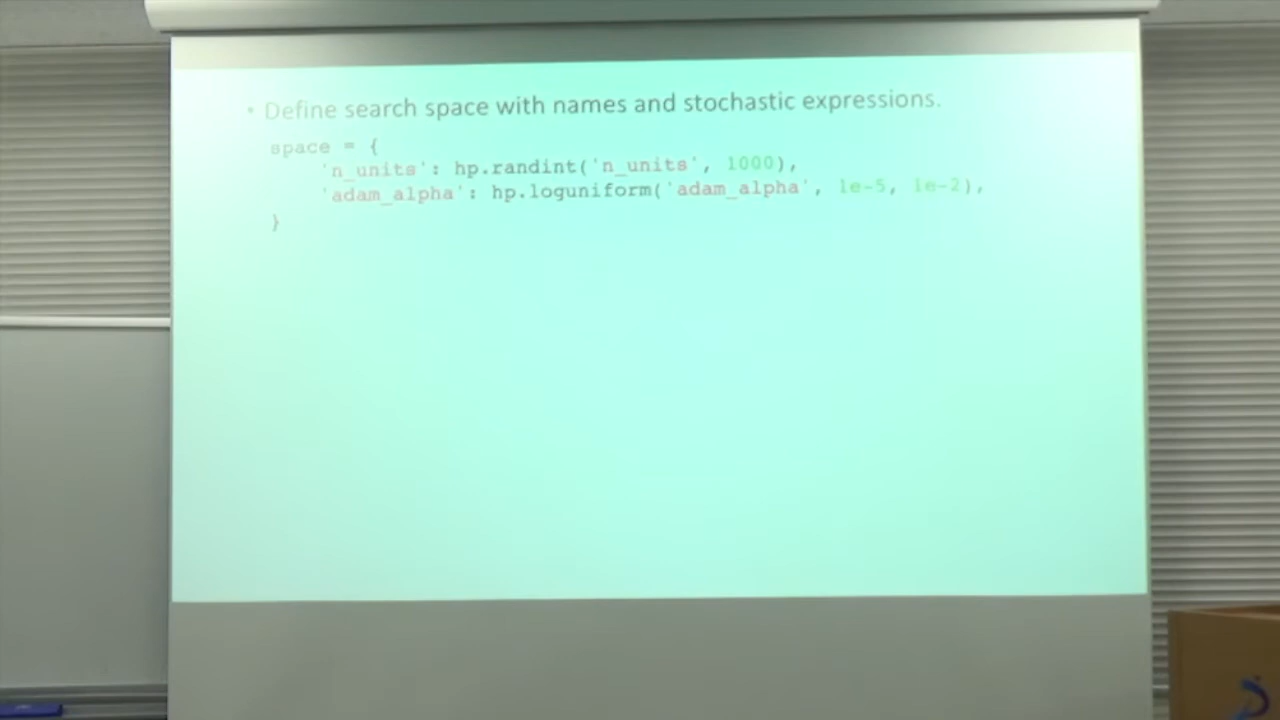 • Define search space with names and stochastic expressions.
space = {
    'n_units': hp.randint('n_units', 1000),
    'adam_alpha': hp.loguniform('adam_alpha', 1e-5, 1e-2),
}